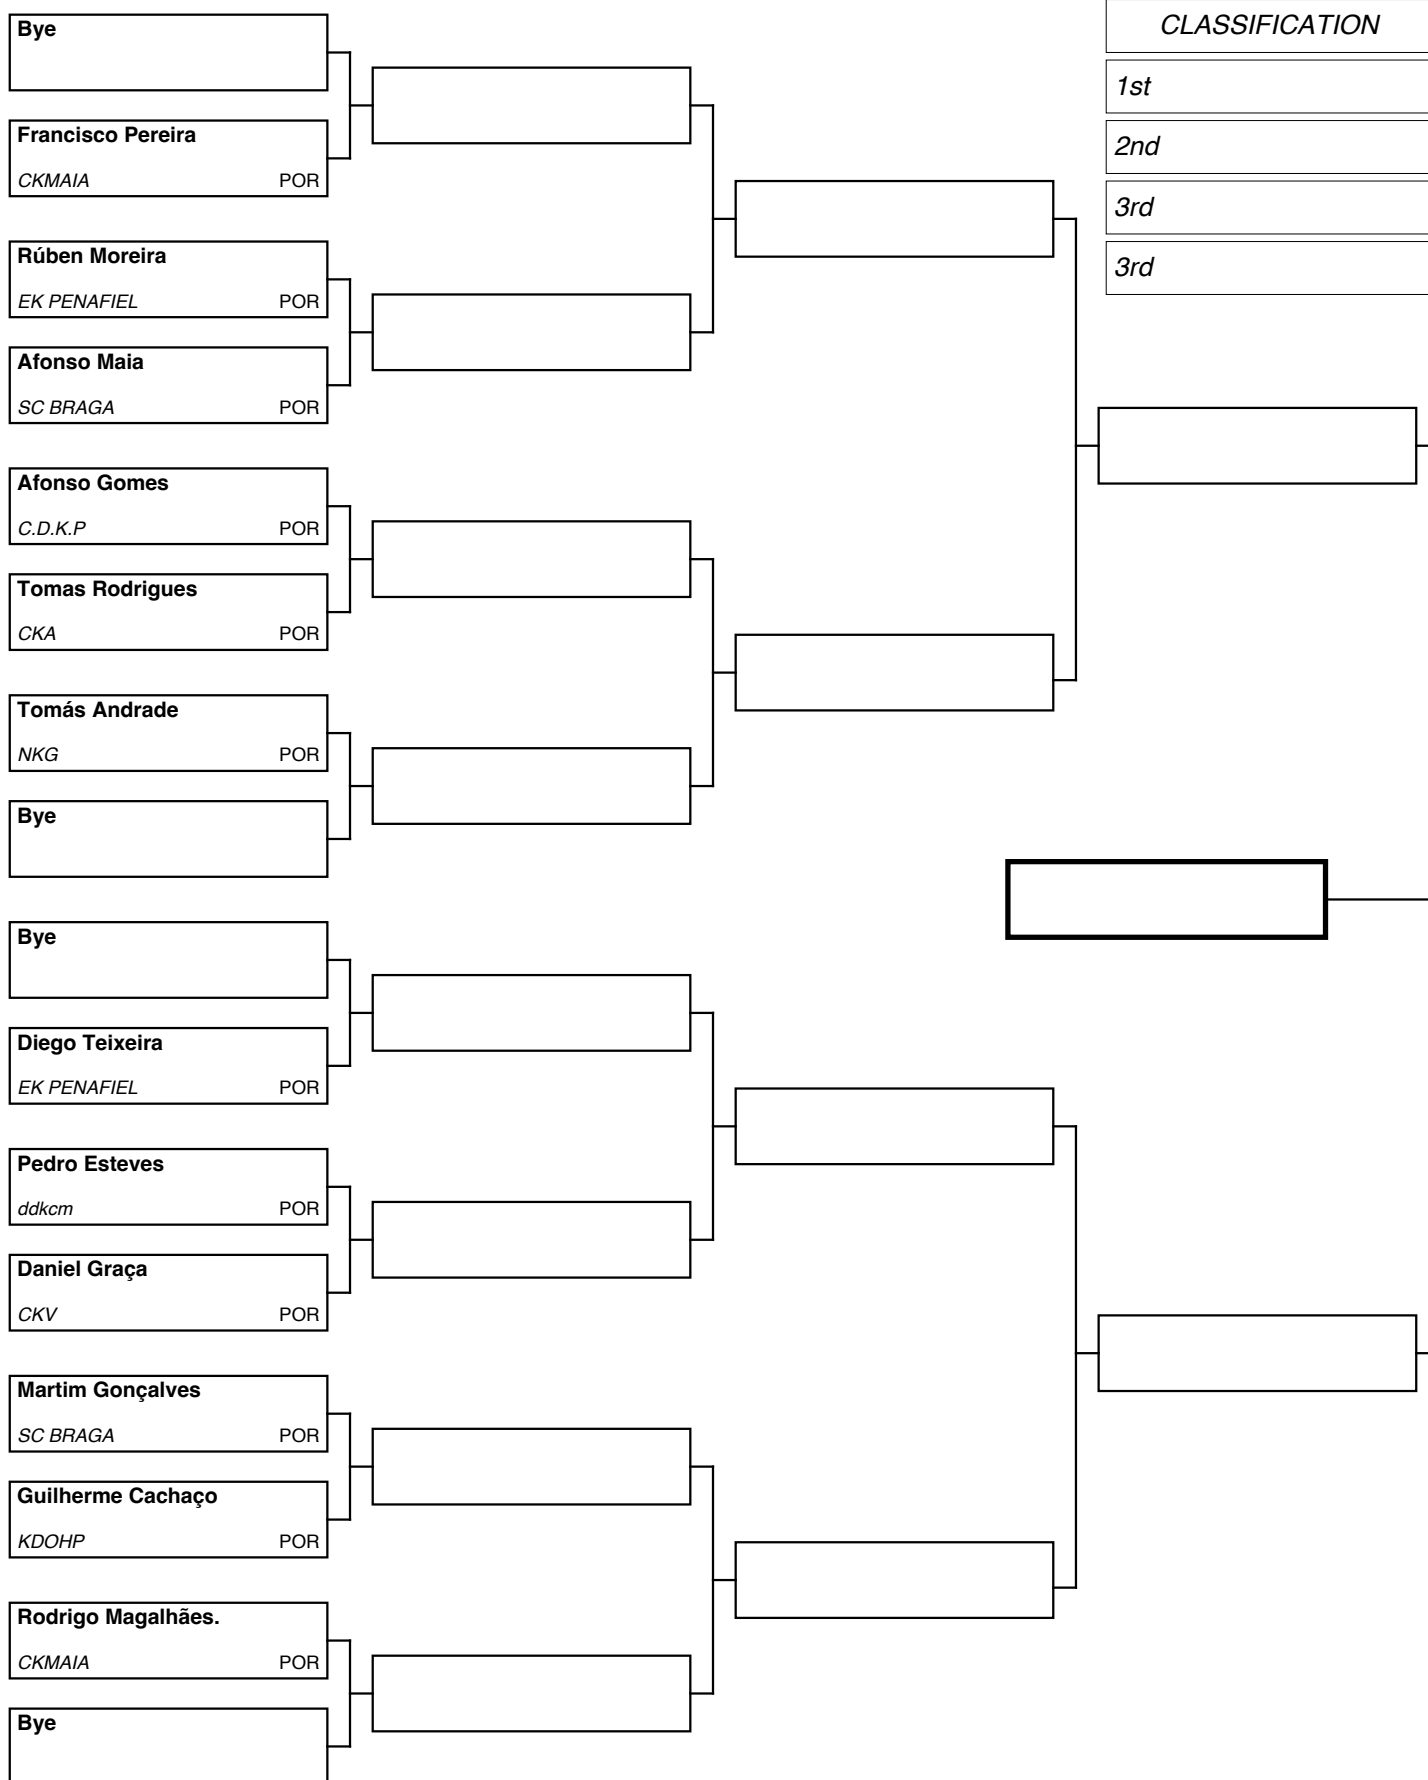 Bye
Francisco Pereira
CKMAIA POR
Rúben Moreira
EK PENAFIEL POR
Afonso Maia
SC BRAGA POR
Afonso Gomes
C.D.K.P POR
Tomas Rodrigues
CKA POR
Tomás Andrade
NKG POR
Bye
Bye
Diego Teixeira
EK PENAFIEL POR
Pedro Esteves
ddkcm POR
Daniel Graça
CKV POR
Martim Gonçalves
SC BRAGA POR
Guilherme Cachaço
KDOHP POR
Rodrigo Magalhães.
CKMAIA POR
Bye
CLASSIFICATION
1st
2nd
3rd
3rd